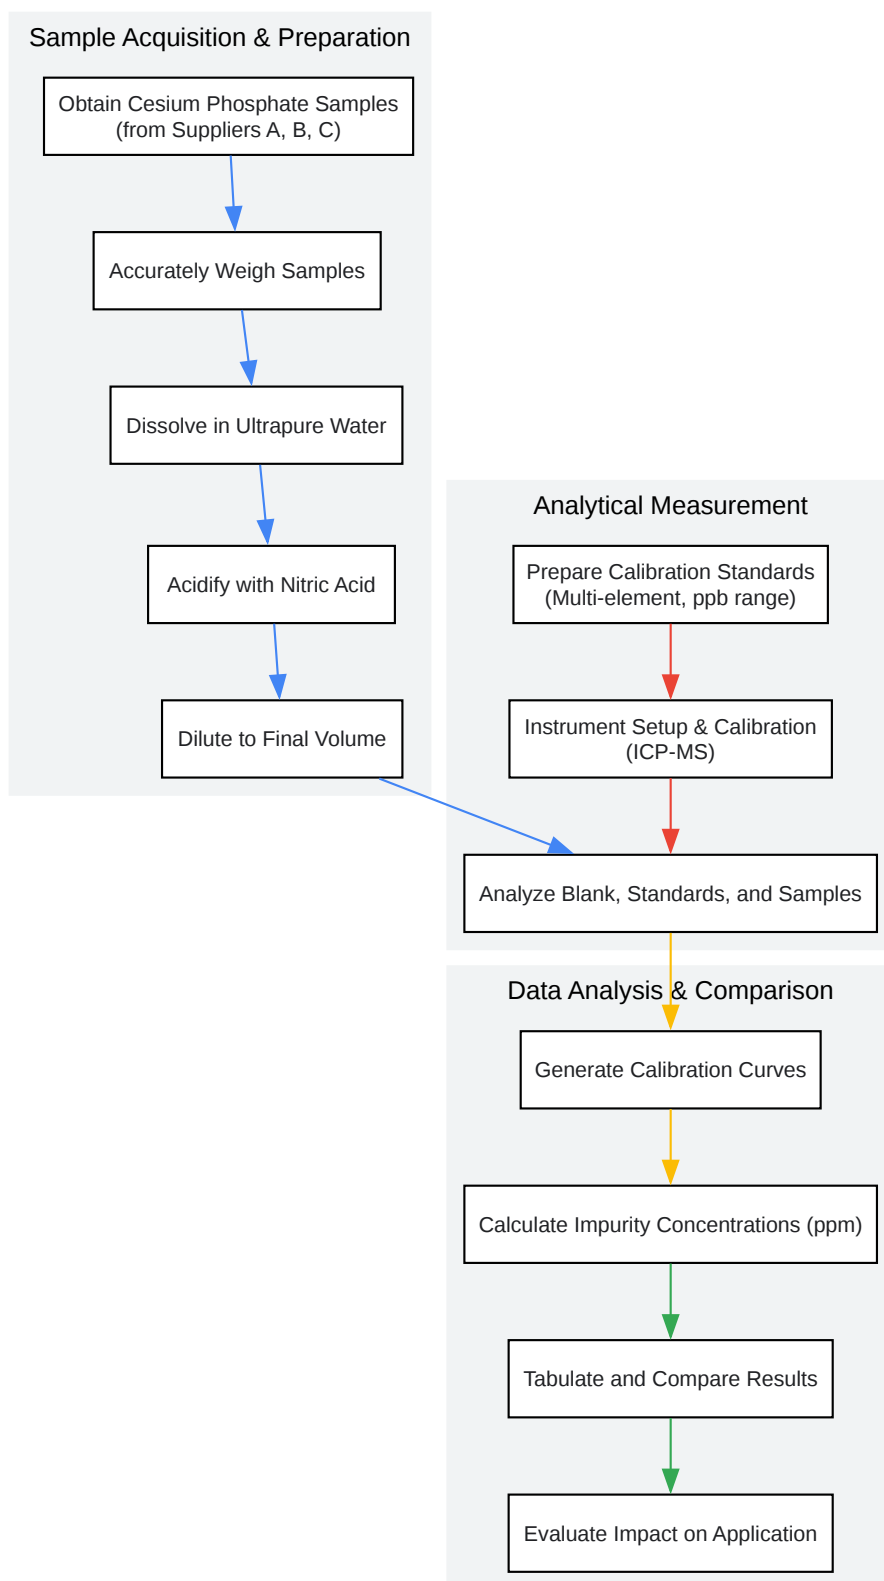 Sample Acquisition & Preparation
Obtain Cesium Phosphate Samples
(from Suppliers A, B, C)
Accurately Weigh Samples
Dissolve in Ultrapure Water
Acidify with Nitric Acid
Dilute to Final Volume
Analytical Measurement
Prepare Calibration Standards
(Multi-element, ppb range)
Instrument Setup & Calibration
(ICP-MS)
Analyze Blank, Standards, and Samples
Data Analysis & Comparison
Generate Calibration Curves
Calculate Impurity Concentrations (ppm)
Tabulate and Compare Results
Evaluate Impact on Application